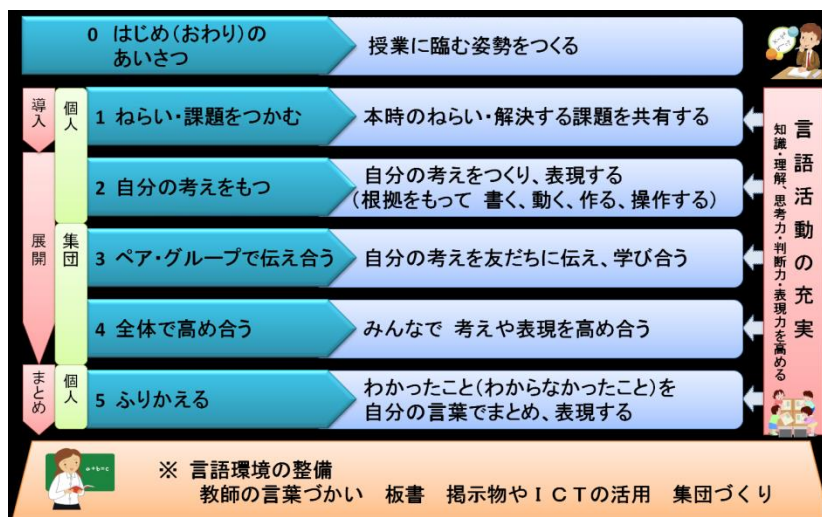 0 はじめ(おわり)の
あいさつ
授業に臨む姿勢をつくる
導入
個人
1 ねらい・課題をつかむ
本時のねらい・解決する課題を共有する
2 自分の考えをもつ
自分の考えをつくり、表現する
(根拠をもって 書く、動く、作る、操作する)
展開
集団
3 ペア・グループで伝え合う
自分の考えを友だちに伝え、学び合う
4 全体で高め合う
みんなで 考えや表現を高め合う
まとめ
個人
5 ふりかえる
わかったこと(わからなかったこと)を
自分の言葉でまとめ、表現する
言語活動の充実
知識・理解、思考力・判断力・表現力を高める
a+b=c
※ 言語環境の整備
教師の言葉づかい 板書 掲示物やICTの活用 集団づくり